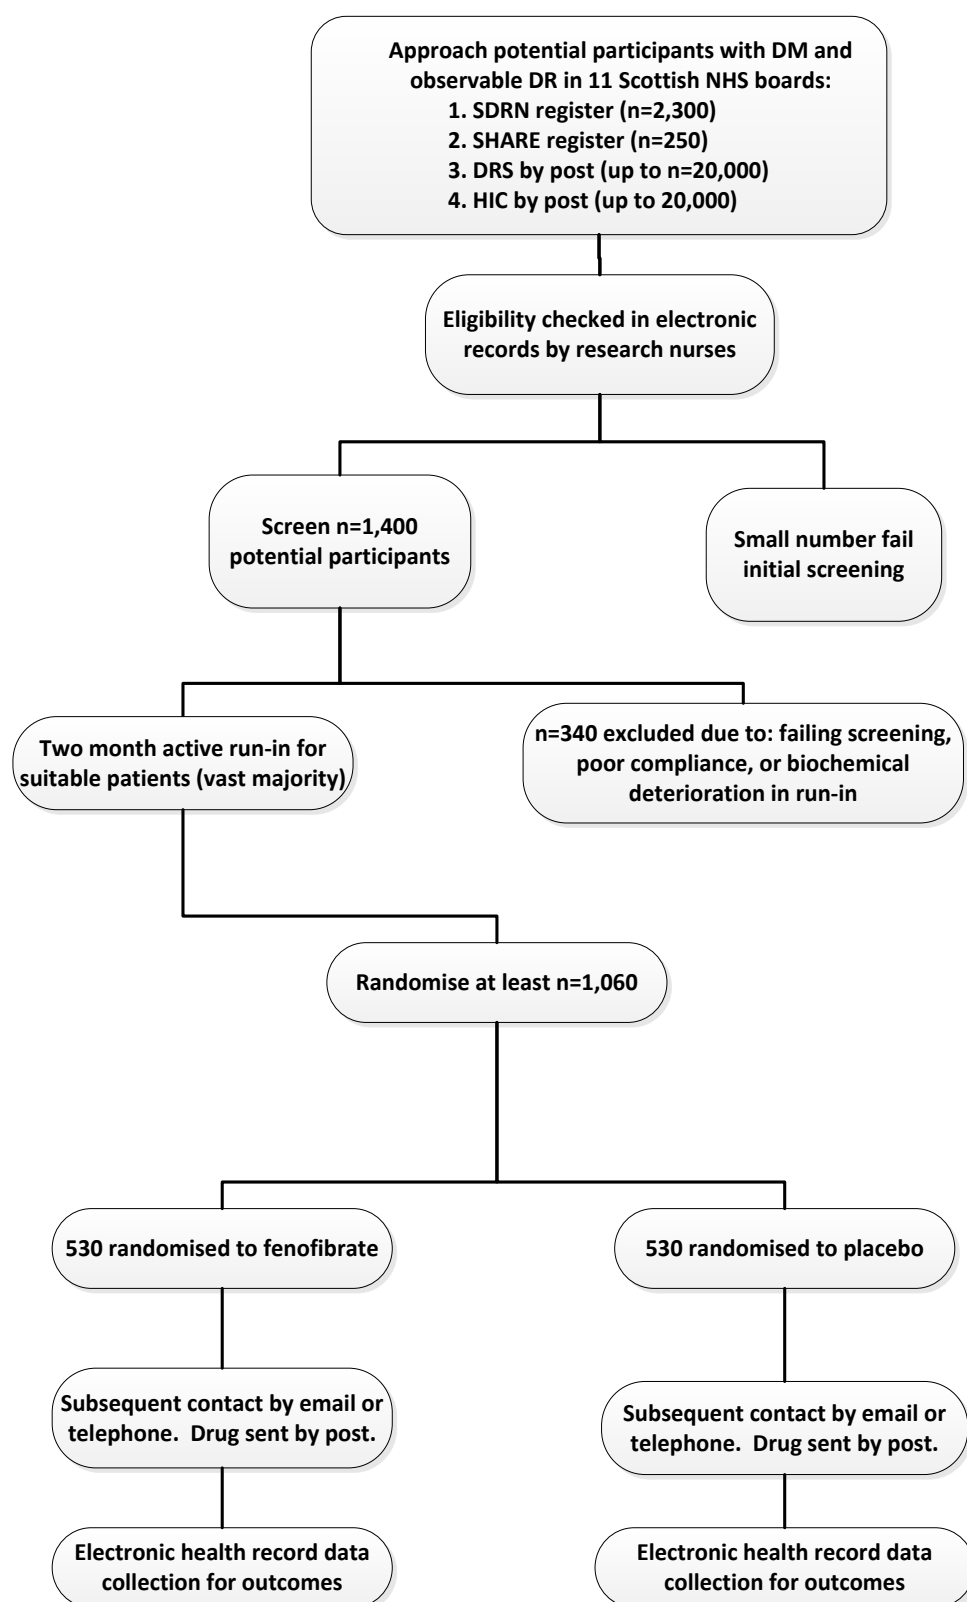 Approach potential participants with DM and
observable DR in 11 Scottish NHS boards:
1. SDRN register (n=2,300)
2. SHARE register (n=250)
3. DRS by post (up to n=20,000)
4. HIC by post (up to 20,000)
Eligibility checked in electronic
records by research nurses
Screen n=1,400
potential participants
Small number fail
initial screening
Two month active run-in for
suitable patients (vast majority)
n=340 excluded due to: failing screening,
poor compliance, or biochemical
deterioration in run-in
Randomise at least n=1,060
530 randomised to fenofibrate
530 randomised to placebo
Subsequent contact by email or
telephone.  Drug sent by post.
Subsequent contact by email or
telephone.  Drug sent by post.
Electronic health record data
collection for outcomes
Electronic health record data
collection for outcomes